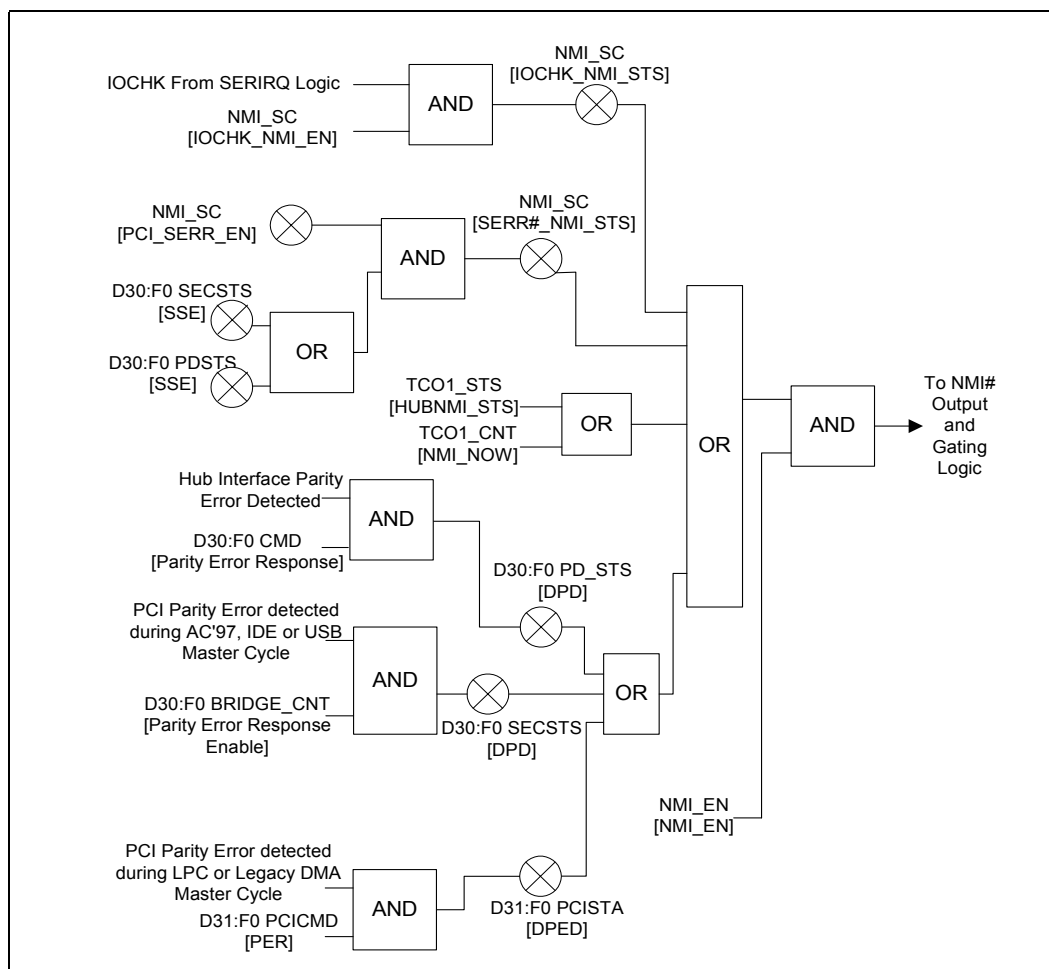 IOCHK From SERIRQ Logic
NMI_SC
[IOCHK_NMI_EN]
AND
NMI_SC
[IOCHK_NMI_STS]
NMI_SC
[PCI_SERR_EN]
D30:F0 SECSTS
[SSE]
D30:F0 PDSTS
[SSE]
OR
AND
NMI_SC
[SERR#_NMI_STS]
TCO1_STS
[HUBNMI_STS]
TCO1_CNT
[NMI_NOW]
OR
OR
AND
To NMI#
Output
and
Gating
Logic
Hub Interface Parity
Error Detected
D30:F0 CMD
[Parity Error Response]
AND
D30:F0 PD_STS
[DPD]
PCI Parity Error detected
during AC'97, IDE or USB
Master Cycle
D30:F0 BRIDGE_CNT
[Parity Error Response
Enable]
AND
D30:F0 SECSTS
[DPD]
OR
NMI_EN
[NMI_EN]
PCI Parity Error detected
during LPC or Legacy DMA
Master Cycle
D31:F0 PCICMD
[PER]
AND
D31:F0 PCISTA
[DPED]